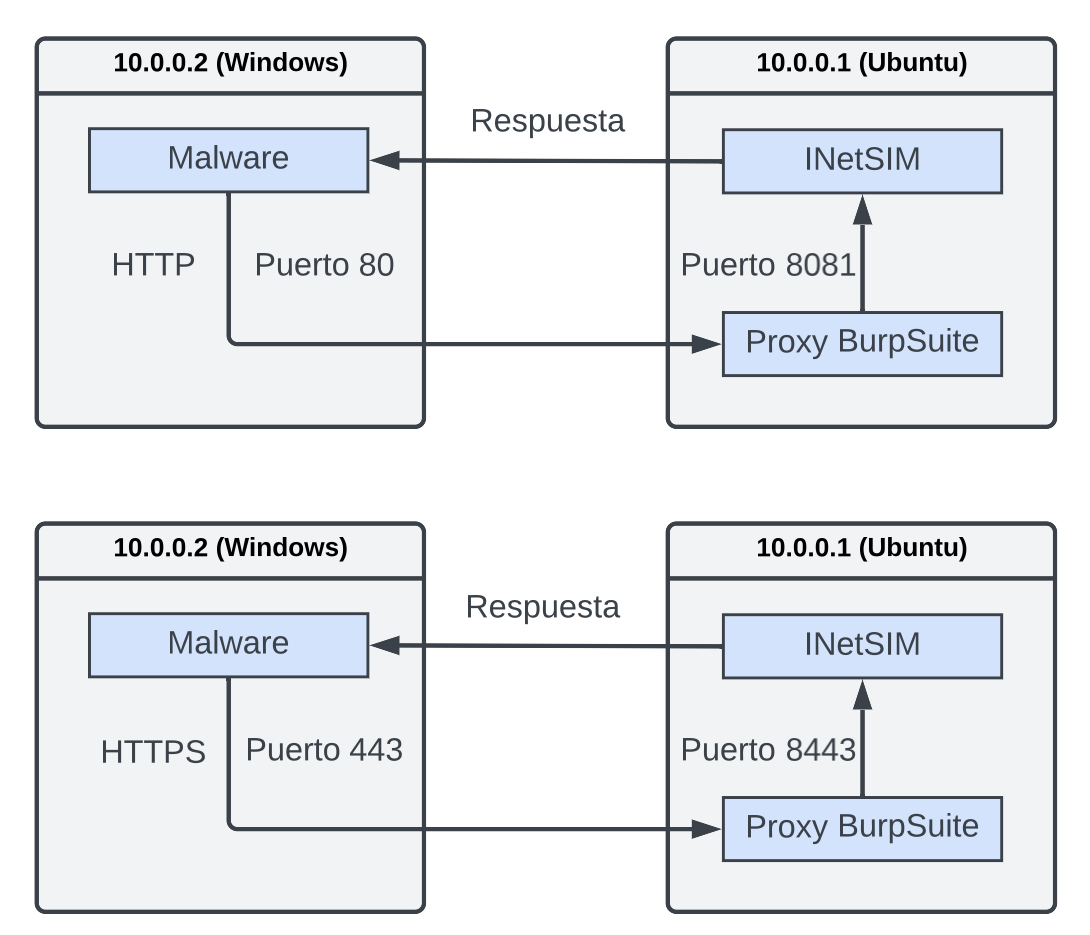 10.0.0.2 (Windows)
10.0.0.1 (Ubuntu)
Respuesta
Malware
INetSIM
HTTP
Puerto 80
Puerto 8081
Proxy BurpSuite
10.0.0.2 (Windows)
10.0.0.1 (Ubuntu)
Respuesta
Malware
INetSIM
HTTPS
Puerto 443
Puerto 8443
Proxy BurpSuite